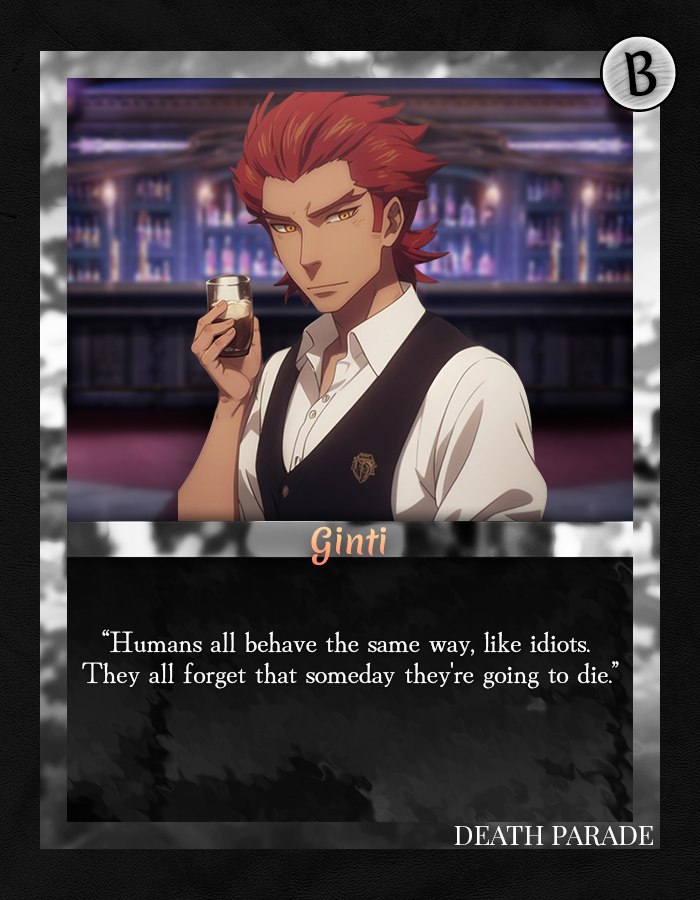 B
Ginti
“Humans all behave the same way, like idiots.
They all forget that someday they're going to die.”
DEATH PARADE